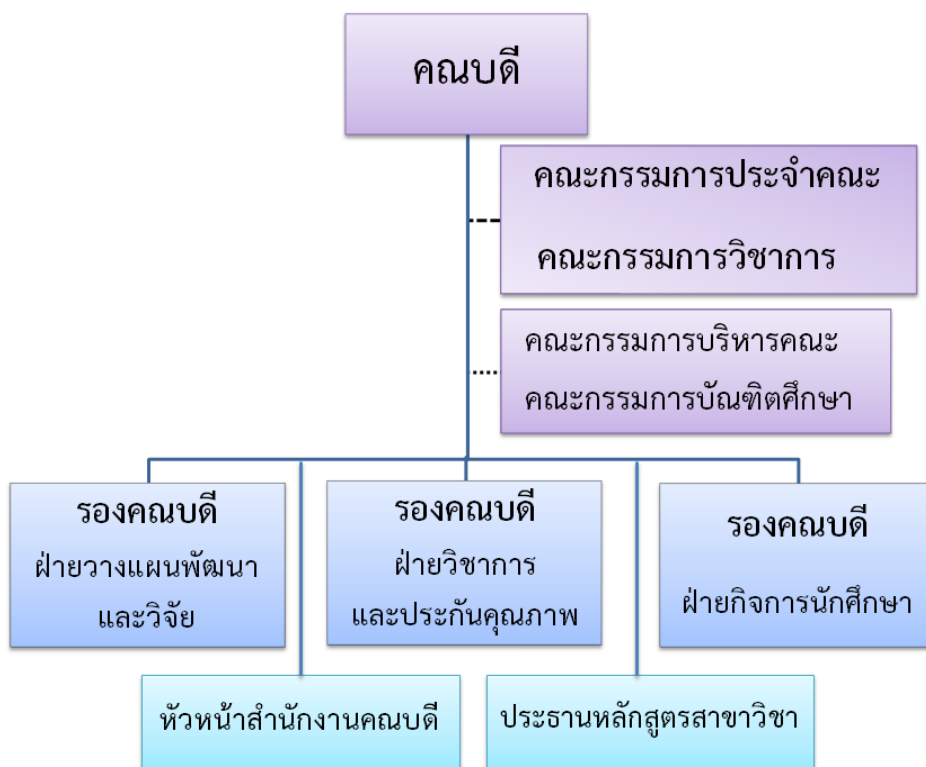 คณบดี
คณะกรรมการประจำคณะ
คณะกรรมการวิชาการ
คณะกรรมการบริหารคณะ
คณะกรรมการบัณฑิตศึกษา
รองคณบดี
ฝ่ายวางแผนพัฒนา
และวิจัย
รองคณบดี
ฝ่ายวิชาการ
และประกันคุณภาพ
รองคณบดี
ฝ่ายกิจการนักศึกษา
หัวหน้าสำนักงานคณบดี
ประธานหลักสูตรสาขาวิชา